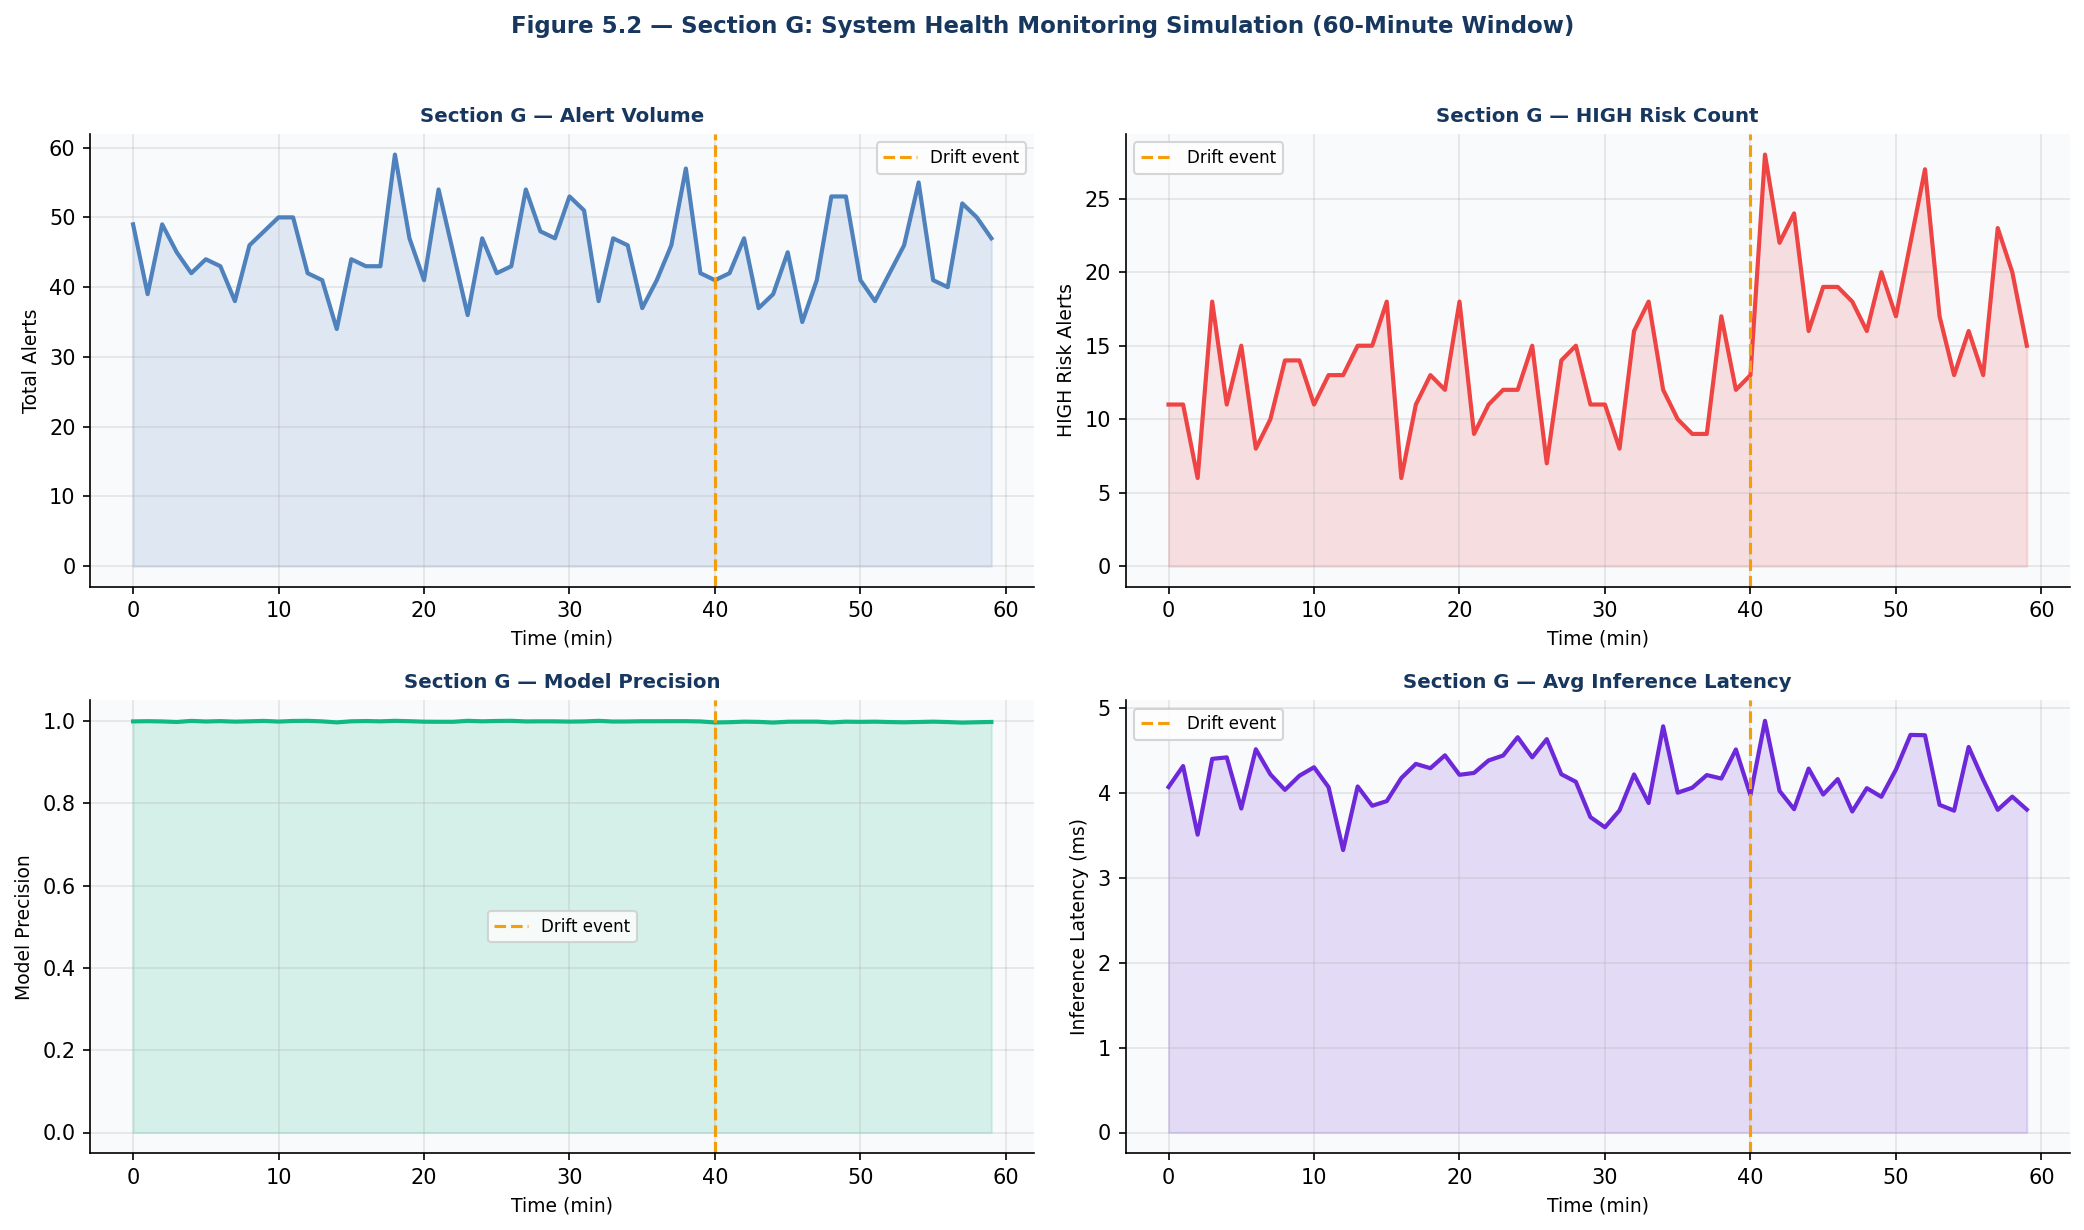 Figure 5.2 — Section G: System Health Monitoring Simulation (60-Minute Window)
Section G — Alert Volume
Total Alerts
60
50
40
30
20
10
0
Drift event
0 10 20 30 40 50 60
Time (min)
Section G — HIGH Risk Count
HIGH Risk Alerts
25
20
15
10
5
0
Drift event
0 10 20 30 40 50 60
Time (min)
Section G — Model Precision
Model Precision
1.0
0.8
0.6
0.4
0.2
0.0
Drift event
0 10 20 30 40 50 60
Time (min)
Section G — Avg Inference Latency
Inference Latency (ms)
5
4
3
2
1
0
Drift event
0 10 20 30 40 50 60
Time (min)